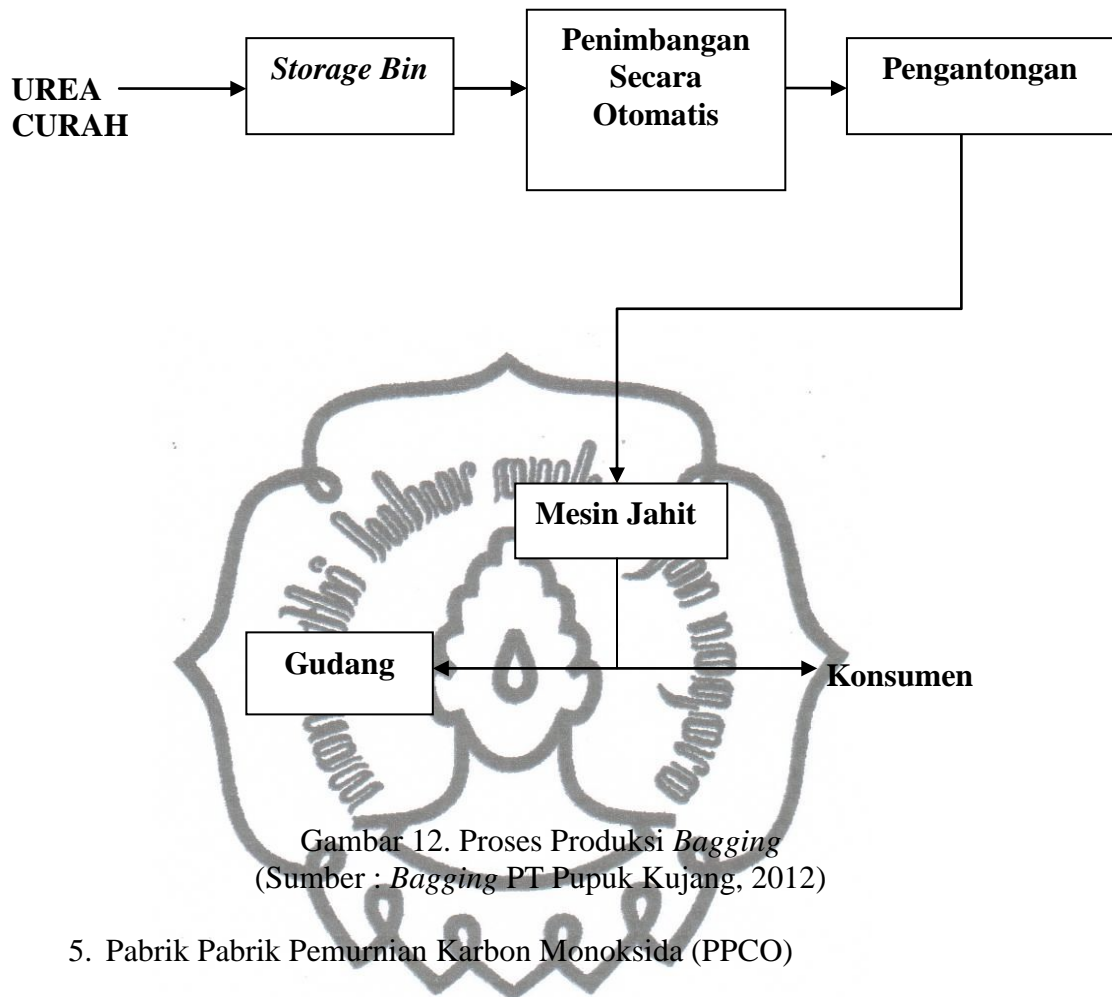 UREA
CURAH
Storage Bin
Penimbangan
Secara
Otomatis
Pengantongan
Mesin Jahit
Gudang
Konsumen
Gambar 12. Proses Produksi Bagging
(Sumber : Bagging PT Pupuk Kujang, 2012)
5. Pabrik Pabrik Pemurnian Karbon Monoksida (PPCO)